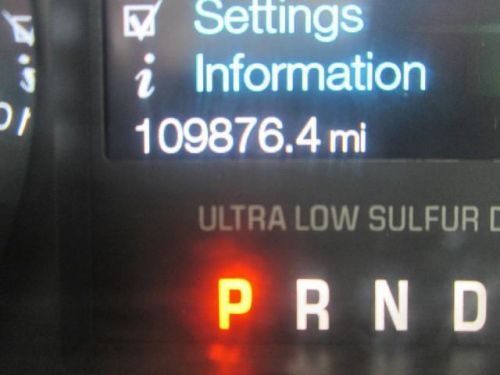 Settings
i Information
109876.4 mi
ULTRA LOW SULFUR D
P R N D